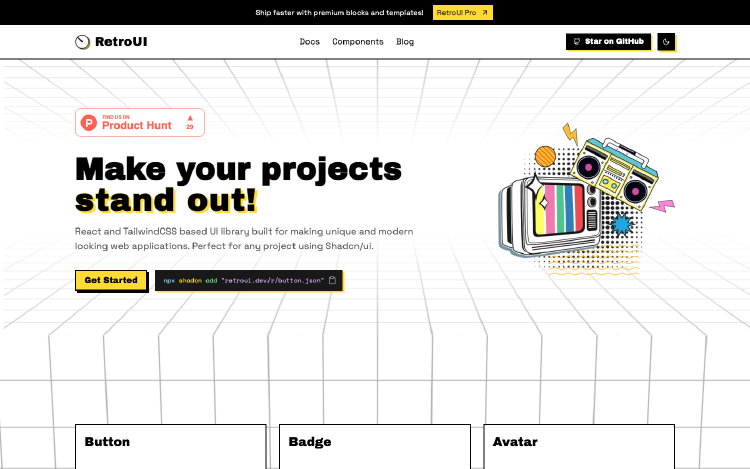 Ship faster with premium blocks and templates!
RetroUI Pro
RetroUI
Docs
Components
Blog
Star on GitHub
FIND US ON
Product Hunt
29
Make your projects
stand out!
React and TailwindCSS based UI library built for making unique and modern
looking web applications. Perfect for any project using Shadcn/ui.
Get Started
npx shadcn add "retroui.dev/r/button.json"
Button
Badge
Avatar